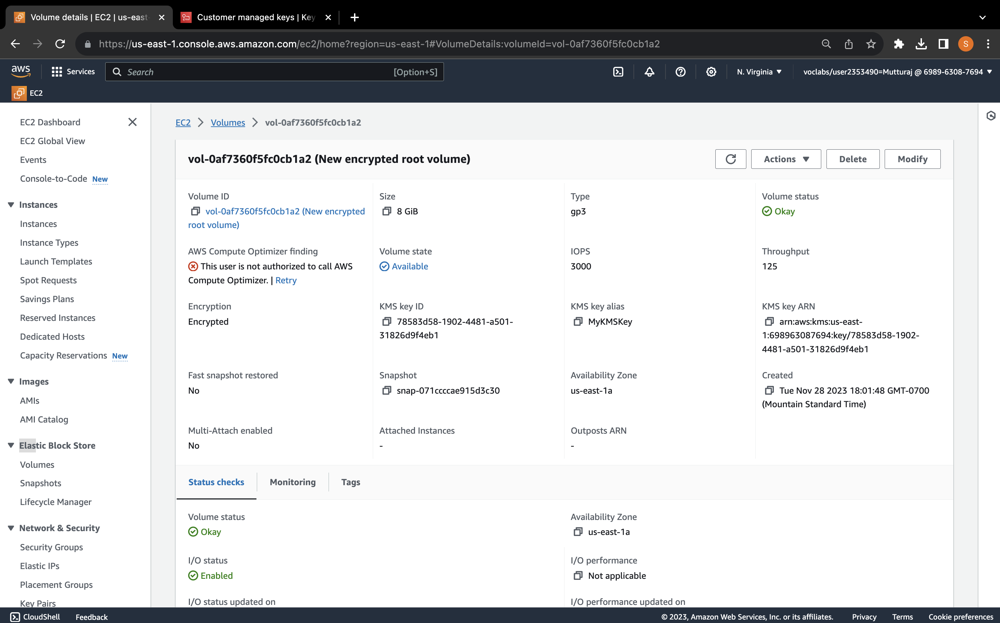 Volume details | EC2 | us-east-
Customer managed keys | Key
https://us-east-1.console.aws.amazon.com/ec2/home?region=us-east-1#VolumeDetails:volumeId=vol-0af7360f5fc0cb1a2
S
aws
Services
Search
[Option+S]
N. Virginia
voclabs/user2353490=Mutturaj @ 6989-6308-7694
EC2
EC2 Dashboard
EC2 Global View
Events
Console-to-Code New
Instances
Instances
Instance Types
Launch Templates
Spot Requests
Savings Plans
Reserved Instances
Dedicated Hosts
Capacity Reservations New
Images
AMIs
AMI Catalog
Elastic Block Store
Volumes
Snapshots
Lifecycle Manager
Network & Security
Security Groups
Elastic IPs
Placement Groups
Key Pairs
EC2 > Volumes > vol-0af7360f5fc0cb1a2
vol-0af7360f5fc0cb1a2 (New encrypted root volume)
Actions
Delete
Modify
Volume ID
vol-0af7360f5fc0cb1a2 (New encrypted
root volume)
Size
8 GiB
Type
gp3
Volume status
Okay
AWS Compute Optimizer finding
This user is not authorized to call AWS
Compute Optimizer. | Retry
Volume state
Available
IOPS
3000
Throughput
125
Encryption
Encrypted
KMS key ID
78583d58-1902-4481-a501-
31826d9f4eb1
KMS key alias
MyKMSKey
KMS key ARN
arn:aws:kms:us-east-
1:698963087694:key/78583d58-1902-
4481-a501-31826d9f4eb1
Fast snapshot restored
No
Snapshot
snap-071ccccae915d3c30
Availability Zone
us-east-1a
Created
Tue Nov 28 2023 18:01:48 GMT-0700
(Mountain Standard Time)
Multi-Attach enabled
No
Attached Instances
-
Outposts ARN
-
Status checks
Monitoring
Tags
Volume status
Okay
Availability Zone
us-east-1a
I/O status
Enabled
I/O performance
Not applicable
I/O status updated on
I/O performance updated on
CloudShell
Feedback
© 2023, Amazon Web Services, Inc. or its affiliates.
Privacy
Terms
Cookie preferences